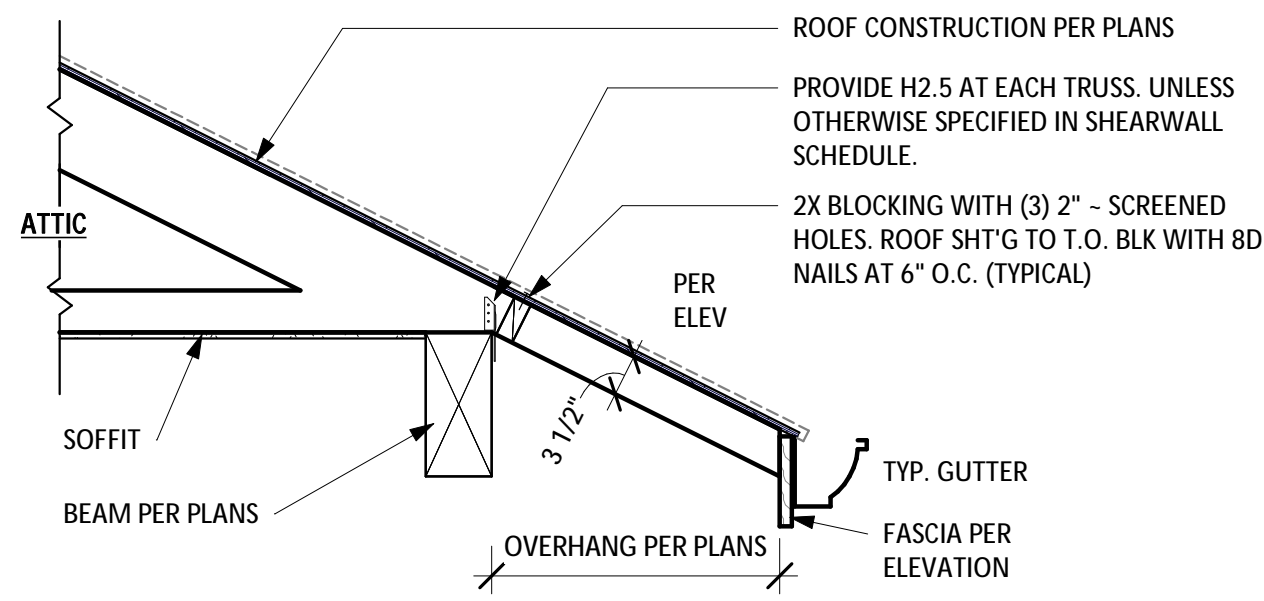 ROOF CONSTRUCTION PER PLANS
PROVIDE H2.5 AT EACH TRUSS. UNLESS
OTHERWISE SPECIFIED IN SHEARWALL
SCHEDULE.
2X BLOCKING WITH (3) 2" ~ SCREENED
HOLES. ROOF SHT'G TO T.O. BLK WITH 8D
NAILS AT 6" O.C. (TYPICAL)
ATTIC
PER
ELEV
3 1/2"
SOFFIT
BEAM PER PLANS
TYP. GUTTER
FASCIA PER
ELEVATION
OVERHANG PER PLANS